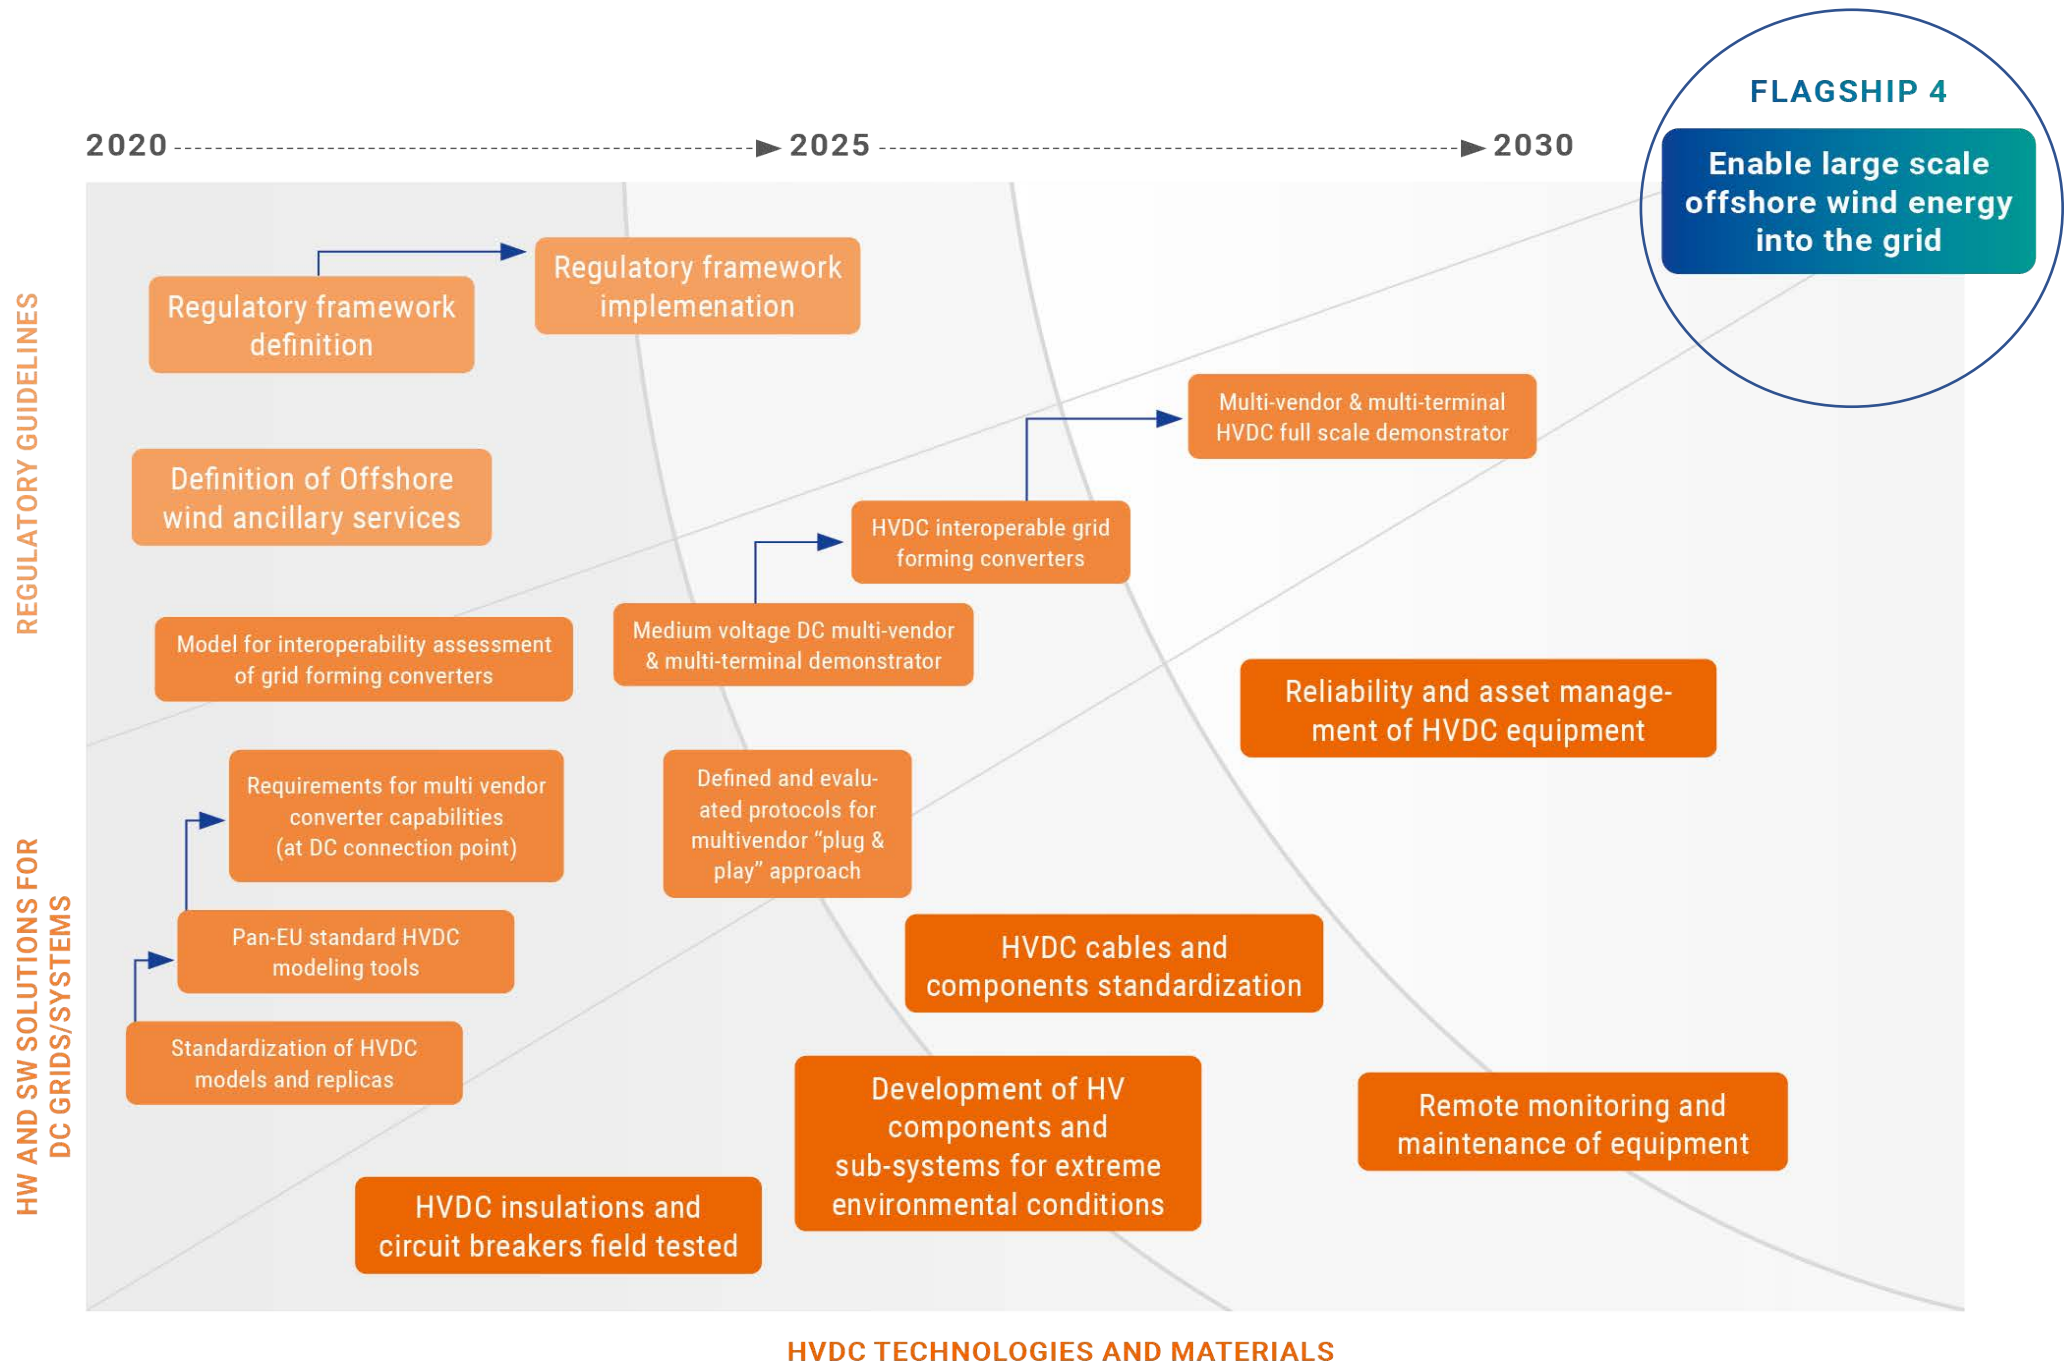 FLAGSHIP 4
Enable large scale
offshore wind energy
into the grid
2020
2025
2030
REGULATORY GUIDELINES
Regulatory framework
definition
Regulatory framework
implemenation
Definition of Offshore
wind ancillary services
HW AND SW SOLUTIONS FOR
DC GRIDS/SYSTEMS
Multi-vendor & multi-terminal
HVDC full scale demonstrator
HVDC interoperable grid
forming converters
Model for interoperability assessment
of grid forming converters
Medium voltage DC multi-vendor
& multi-terminal demonstrator
Requirements for multi vendor
converter capabilities
(at DC connection point)
Defined and evalu-
ated protocols for
multivendor “plug &
play” approach
Pan-EU standard HVDC
modeling tools
Standardization of HVDC
models and replicas
Reliability and asset manage-
ment of HVDC equipment
HVDC cables and
components standardization
Development of HV
components and
sub-systems for extreme
environmental conditions
Remote monitoring and
maintenance of equipment
HVDC insulations and
circuit breakers field tested
HVDC TECHNOLOGIES AND MATERIALS